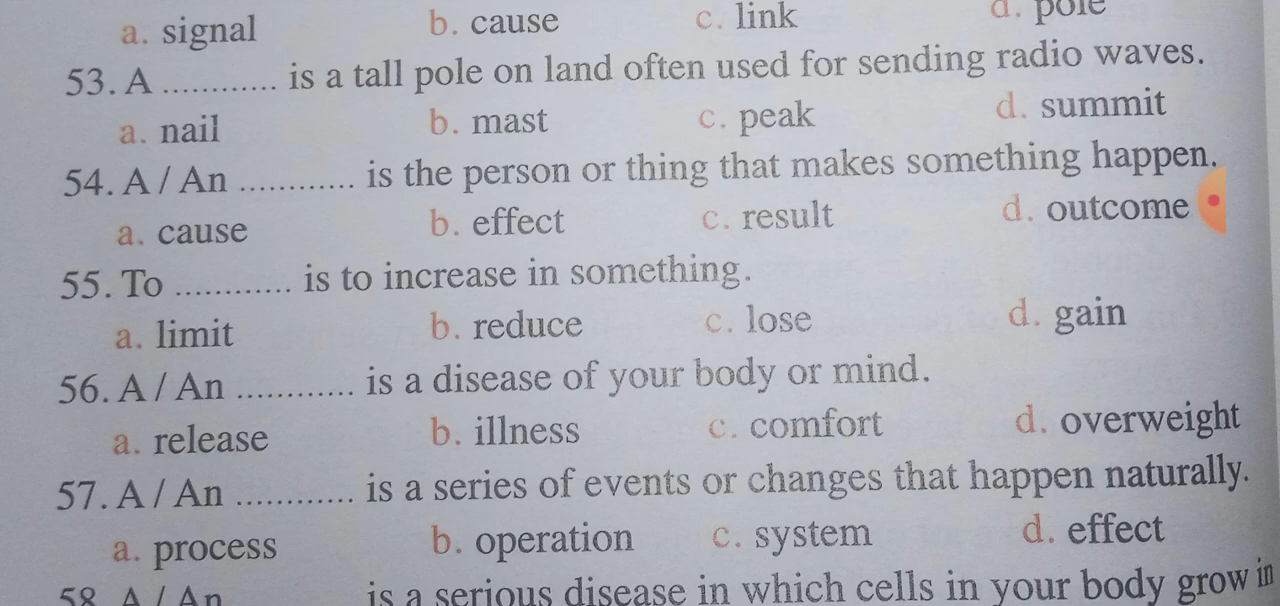 a. signal b. cause c. link d. pole
53. A ............ is a tall pole on land often used for sending radio waves.
a. nail b. mast c. peak d. summit
54. A / An ............ is the person or thing that makes something happen.
a. cause b. effect c. result d. outcome
55. To ............ is to increase in something.
a. limit b. reduce c. lose d. gain
56. A / An ............ is a disease of your body or mind.
a. release b. illness c. comfort d. overweight
57. A / An ............ is a series of events or changes that happen naturally.
a. process b. operation c. system d. effect
58 A / An is a serious disease in which cells in your body grow in